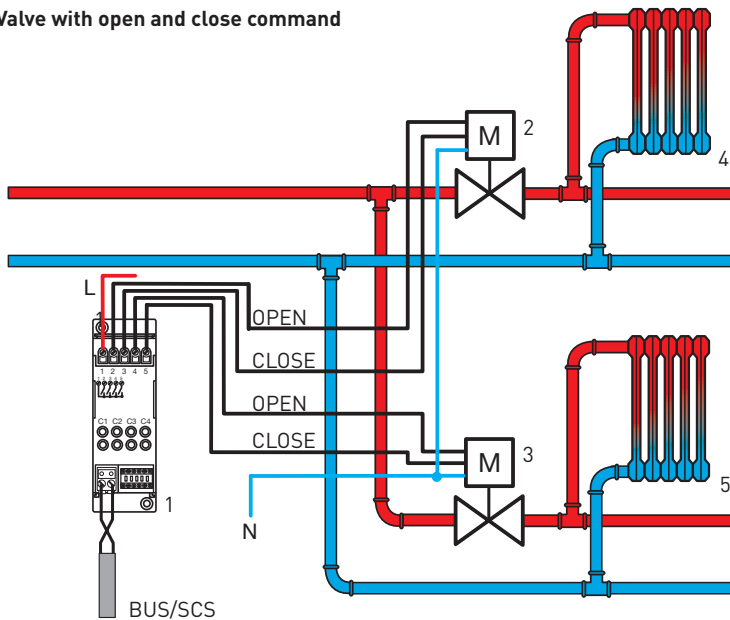 Valve with open and close command
M
2
4
L
1
OPEN
1 2 3 4 5
CLOSE
OPEN
C1 C2 C3 C4
CLOSE
M
3
5
1
N
BUS/SCS